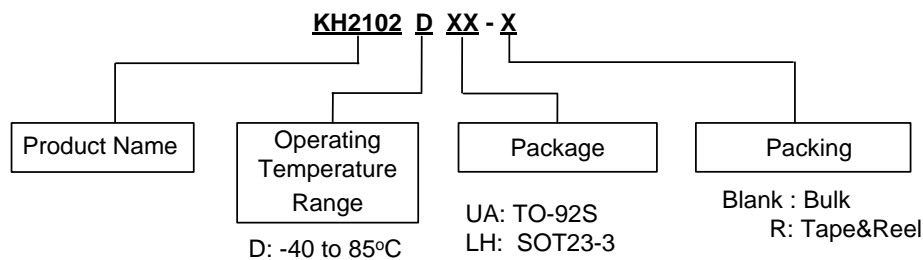 KH2102 D XX - X
Product Name
Operating
Temperature
Range
Package
Packing
D: -40 to 85°C
UA: TO-92S
LH: SOT23-3
Blank : Bulk
R: Tape&Reel